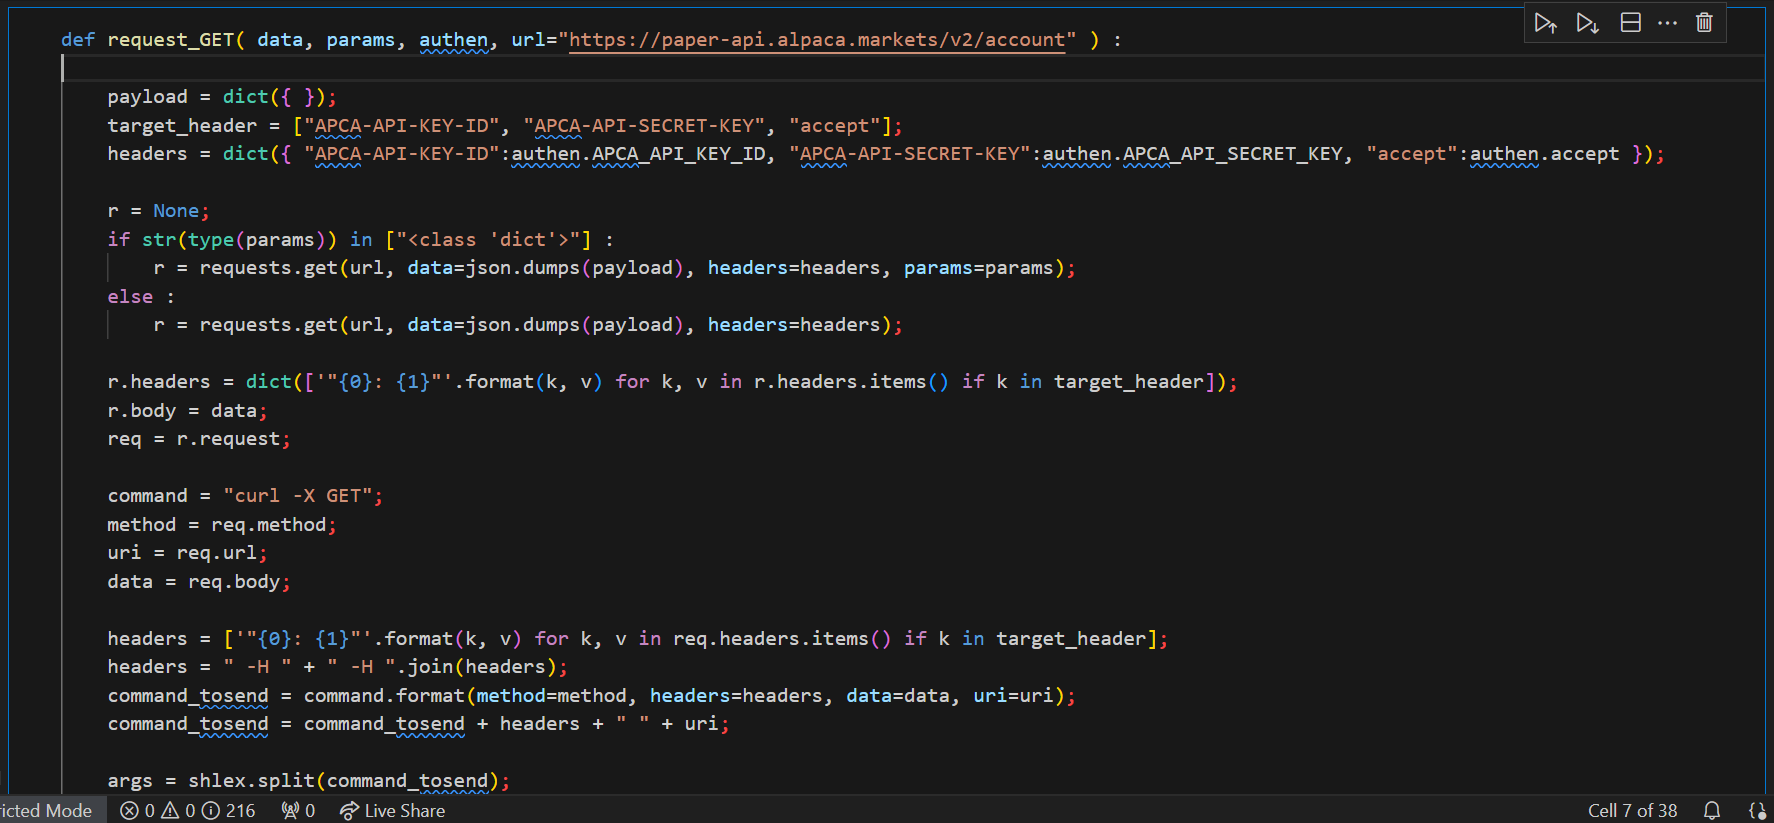 def request_GET( data, params, authen, url="https://paper-api.alpaca.markets/v2/account" ) :
payload = dict({ });
target_header = ["APCA-API-KEY-ID", "APCA-API-SECRET-KEY", "accept"];
headers = dict({ "APCA-API-KEY-ID":authen.APCA_API_KEY_ID, "APCA-API-SECRET-KEY":authen.APCA_API_SECRET_KEY, "accept":authen.accept });
r = None;
if str(type(params)) in ["<class 'dict'>"] :
r = requests.get(url, data=json.dumps(payload), headers=headers, params=params);
else :
r = requests.get(url, data=json.dumps(payload), headers=headers);
r.headers = dict(['"{0}: {1}"'.format(k, v) for k, v in r.headers.items() if k in target_header]);
r.body = data;
req = r.request;
command = "curl -X GET";
method = req.method;
uri = req.url;
data = req.body;
headers = ['"{0}: {1}"'.format(k, v) for k, v in req.headers.items() if k in target_header];
headers = " -H " + " -H ".join(headers);
command_tosend = command.format(method=method, headers=headers, data=data, uri=uri);
command_tosend = command_tosend + headers + " " + uri;
args = shlex.split(command_tosend);
ricted Mode 0 0 216 0 Live Share Cell 7 of 38